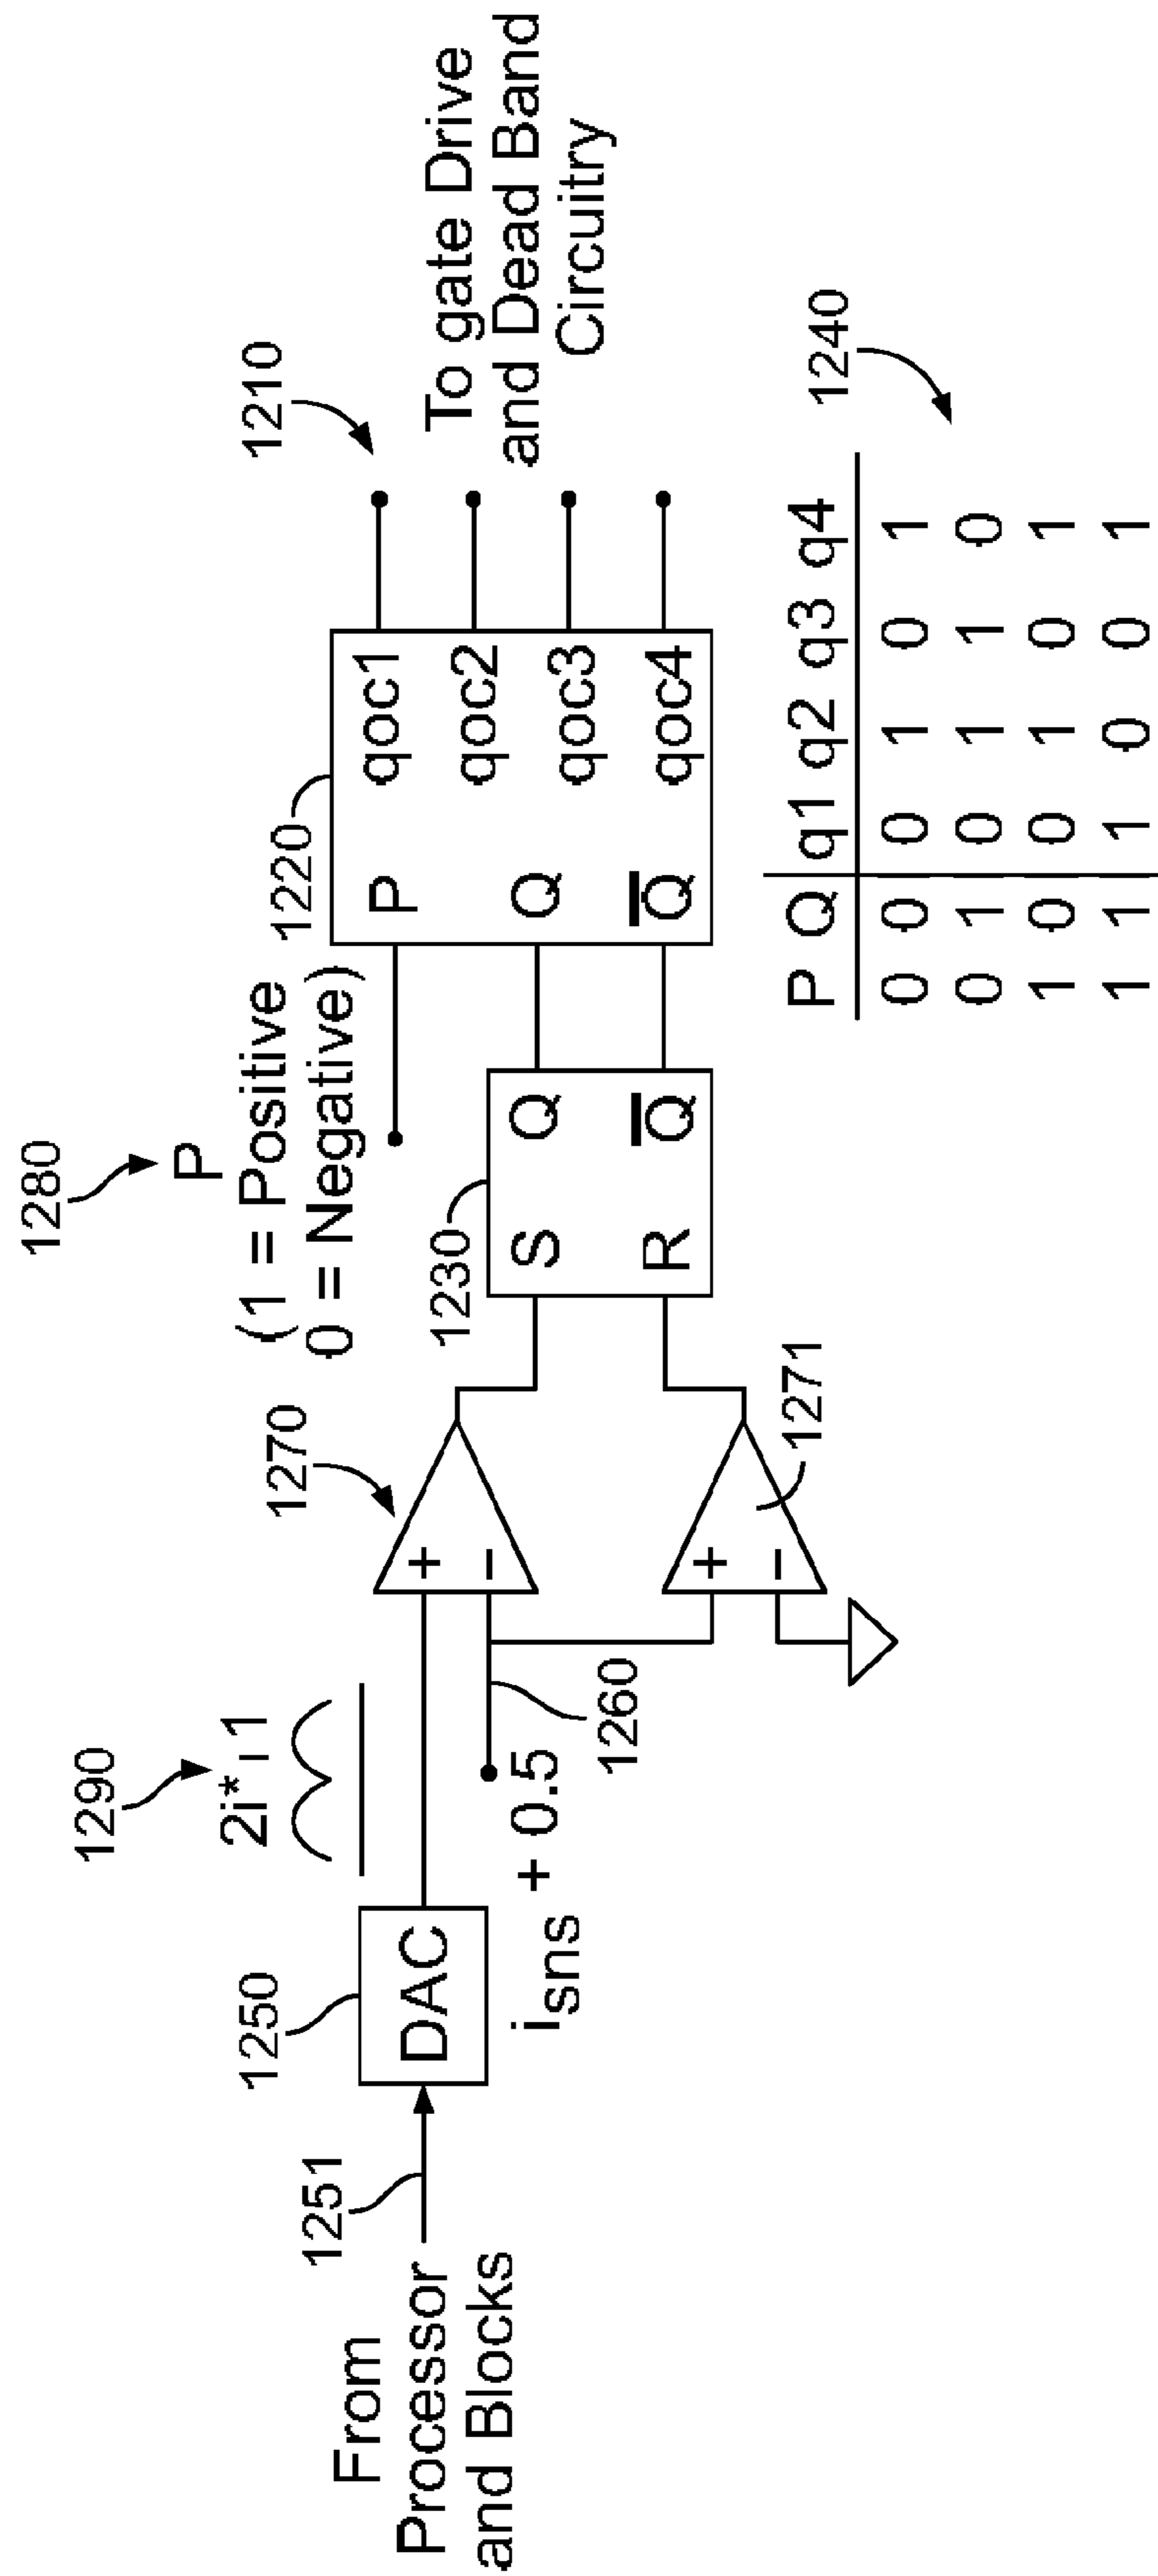 1280
P
(1 = Positive
0 = Negative)
1290
2i* , 1
1250
DAC
1251
From
Processor
and Blocks
isns + 0.5
1260
1270
+
−
+
−
1271
1230
S Q
R Q
1220
P qoc1
Q qoc2
qoc3
Q qoc4
1210
To gate Drive
and Dead Band
Circuitry
1240
P Q q1 q2 q3 q4
0 0 0 1 0 1
0 1 0 1 1 0
1 0 0 1 0 1
1 1 1 0 0 1